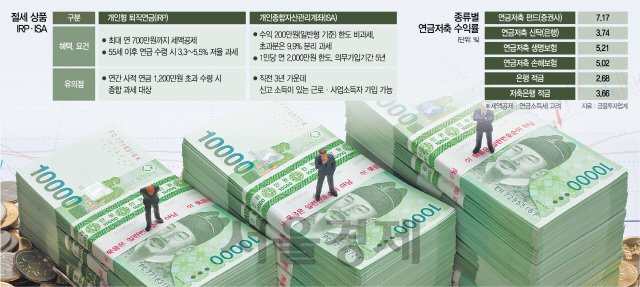 절세 상품
IRP·ISA
구분
개인형 퇴직연금(IRP)
개인종합자산관리계좌(ISA)
혜택, 요건
• 최대 연 700만원까지 세액공제
• 55세 이후 연금 수령 시 3.3~5.5% 저율 과세
• 수익 200만원(일반형 기준) 한도 비과세,
초과분은 9.9% 분리 과세
• 1인당 연 2,000만원 한도, 의무가입기간 5년
유의점
• 연간 사적 연금 1,200만원 초과 수령 시
종합 과세 대상
• 직전 3년 가운데
신고 소득이 있는 근로·사업소득자 가입 가능
종류별
연금저축 수익률
(단위: %)
연금저축 펀드(증권사) 7.17
연금저축 신탁(은행) 3.74
연금저축 생명보험 5.21
연금저축 손해보험 5.02
은행 적금 2.68
저축은행 적금 3.66
※세액공제·연금소득세 고려
자료: 금융투자업계
10000
10000
10000
10000
10000
10000
서울경제